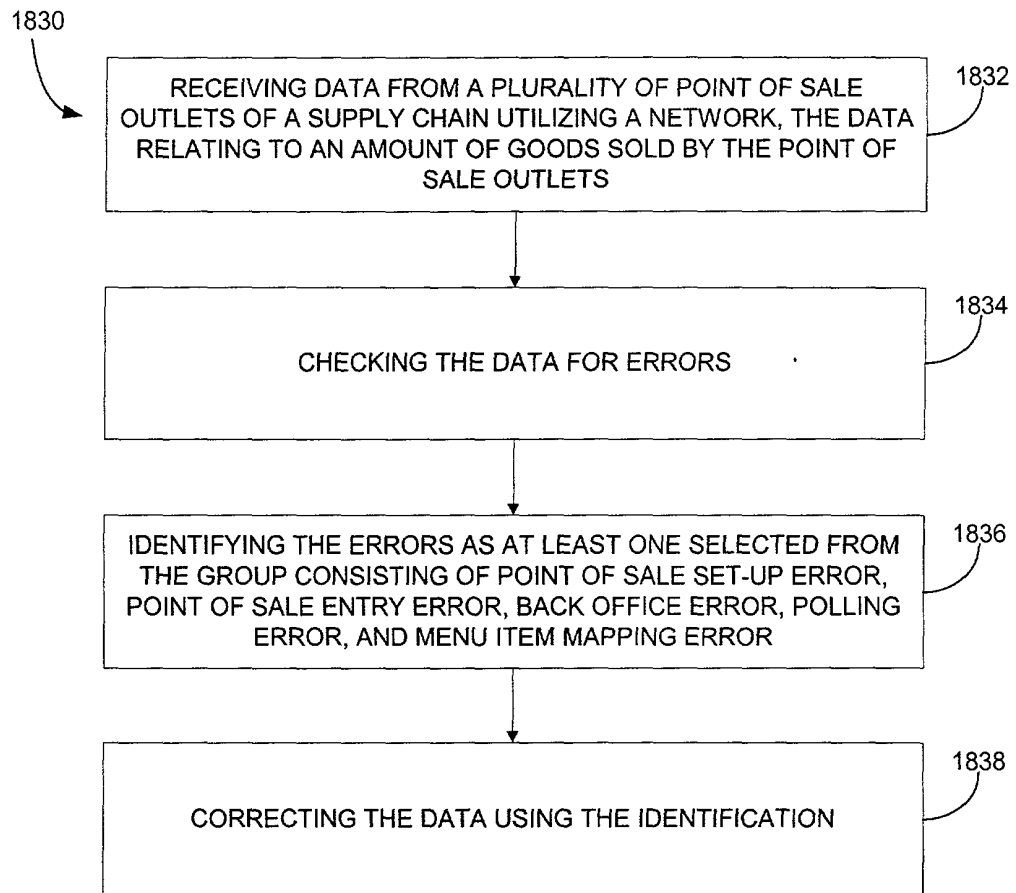 1830
RECEIVING DATA FROM A PLURALITY OF POINT OF SALE
OUTLETS OF A SUPPLY CHAIN UTILIZING A NETWORK, THE DATA
RELATING TO AN AMOUNT OF GOODS SOLD BY THE POINT OF
SALE OUTLETS
1832
CHECKING THE DATA FOR ERRORS
1834
IDENTIFYING THE ERRORS AS AT LEAST ONE SELECTED FROM
THE GROUP CONSISTING OF POINT OF SALE SET-UP ERROR,
POINT OF SALE ENTRY ERROR, BACK OFFICE ERROR, POLLING
ERROR, AND MENU ITEM MAPPING ERROR
1836
CORRECTING THE DATA USING THE IDENTIFICATION
1838